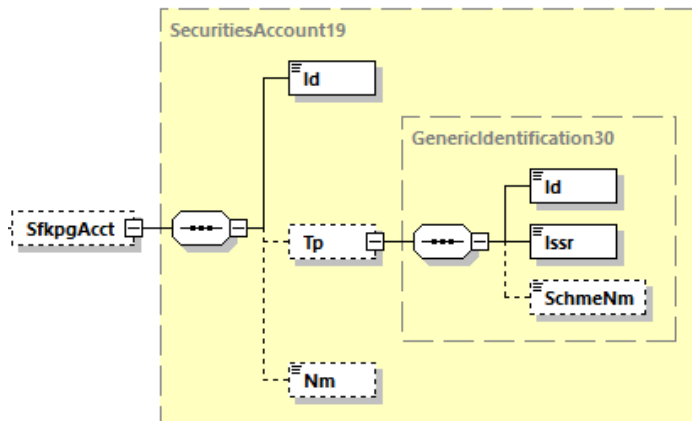 SecuritiesAccount19
Id
GenericIdentification30
Id
SfkpgAcct
Tp
Issr
SchmeNm
Nm